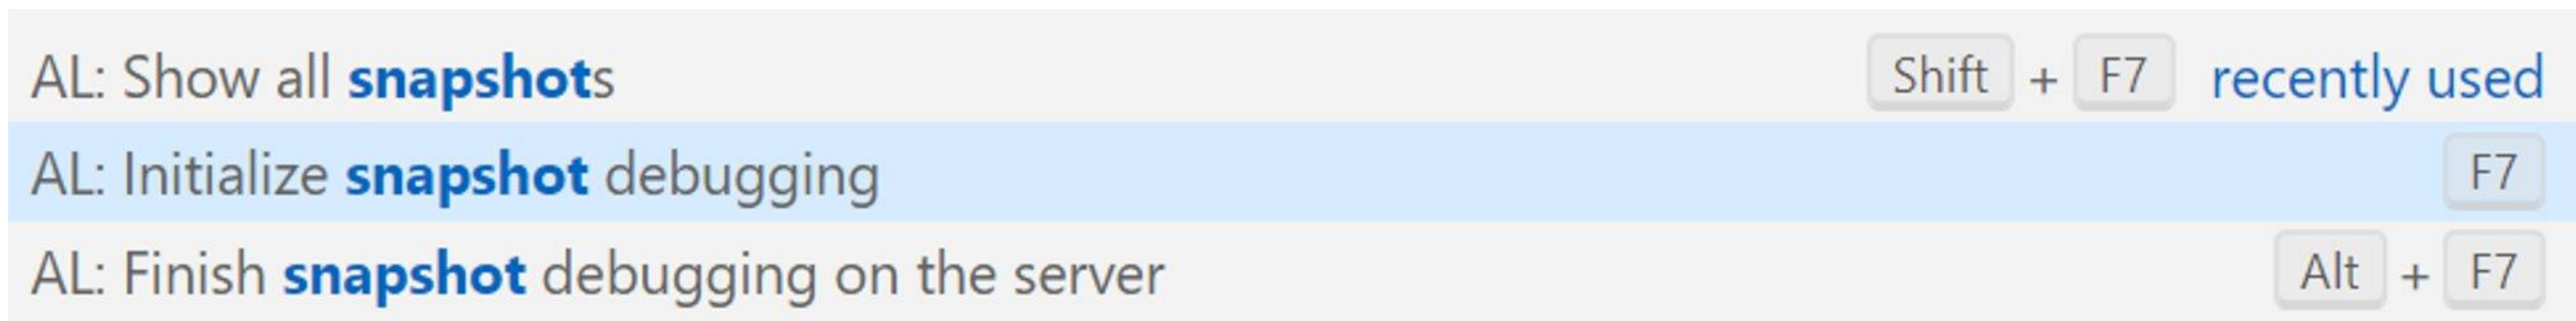 AL: Show all snapshots Shift + F7 recently used
AL: Initialize snapshot debugging F7
AL: Finish snapshot debugging on the server Alt + F7